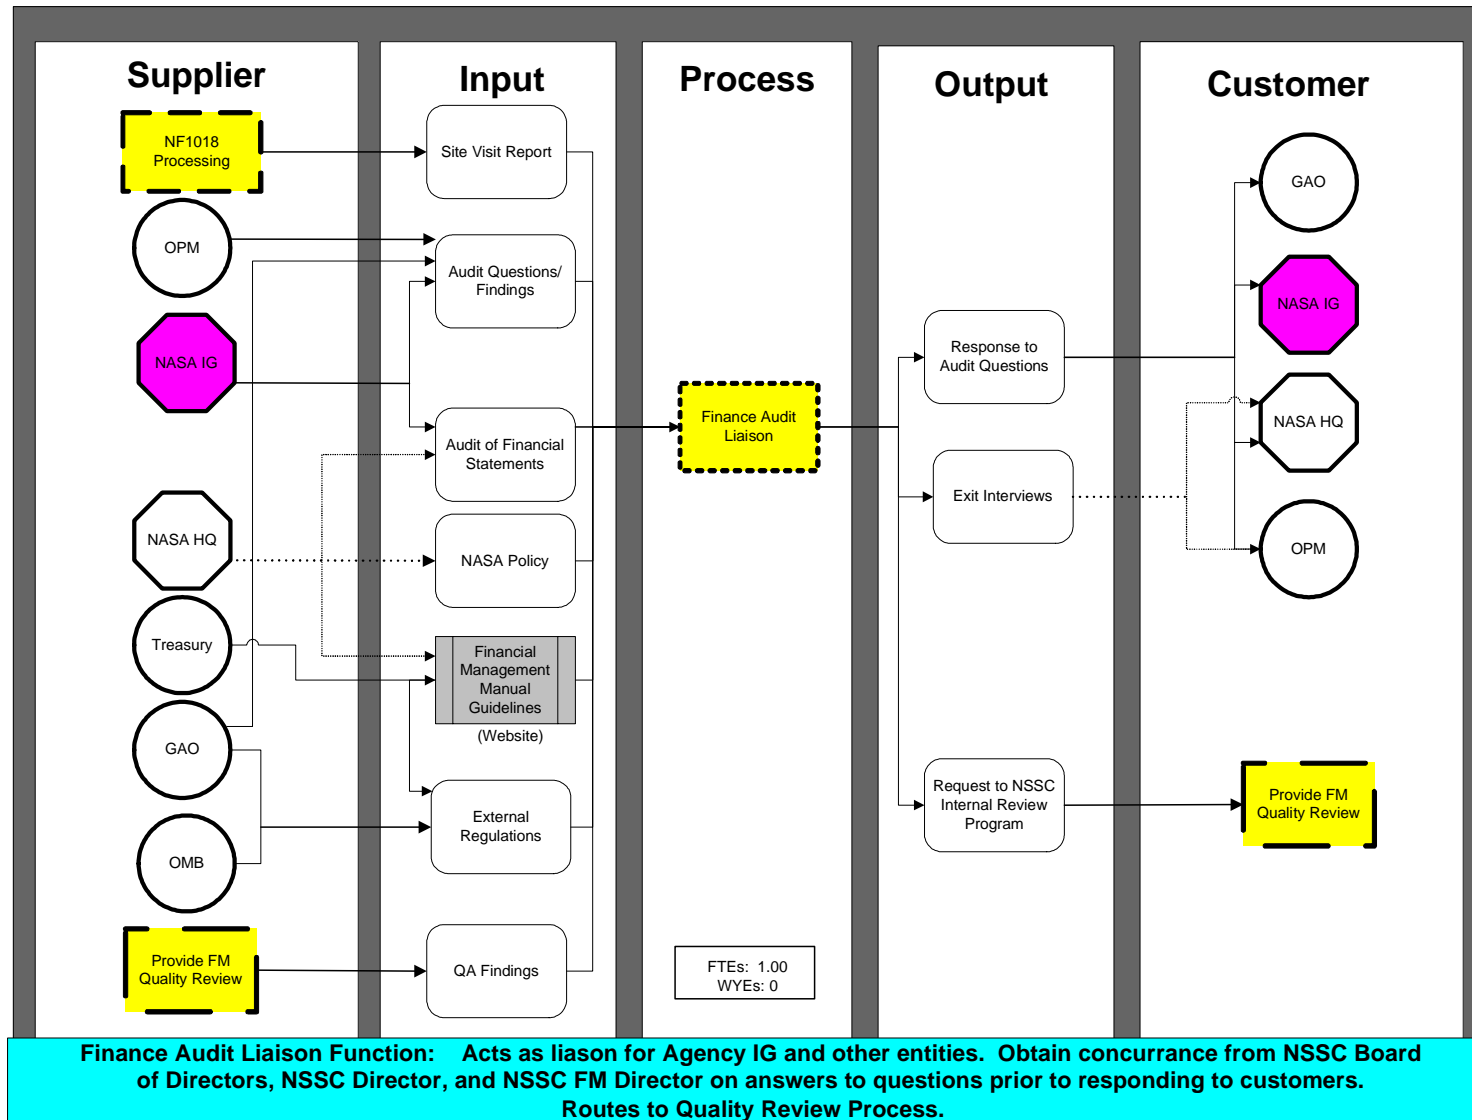 Supplier
Input
Process
Output
Customer
NF1018
Processing
OPM
NASA IG
NASA HQ
Treasury
GAO
OMB
Provide FM
Quality Review
Site Visit Report
Audit Questions/
Findings
Audit of Financial
Statements
NASA Policy
Financial
Management
Manual
Guidelines
(Website)
External
Regulations
QA Findings
Finance Audit
Liaison
FTEs:  1.00
WYEs: 0
Response to
Audit Questions
Exit Interviews
Request to NSSC
Internal Review
Program
GAO
NASA IG
NASA HQ
OPM
Provide FM
Quality Review
Finance Audit Liaison Function:    Acts as liason for Agency IG and other entities.  Obtain concurrance from NSSC Board
of Directors, NSSC Director, and NSSC FM Director on answers to questions prior to responding to customers.
Routes to Quality Review Process.